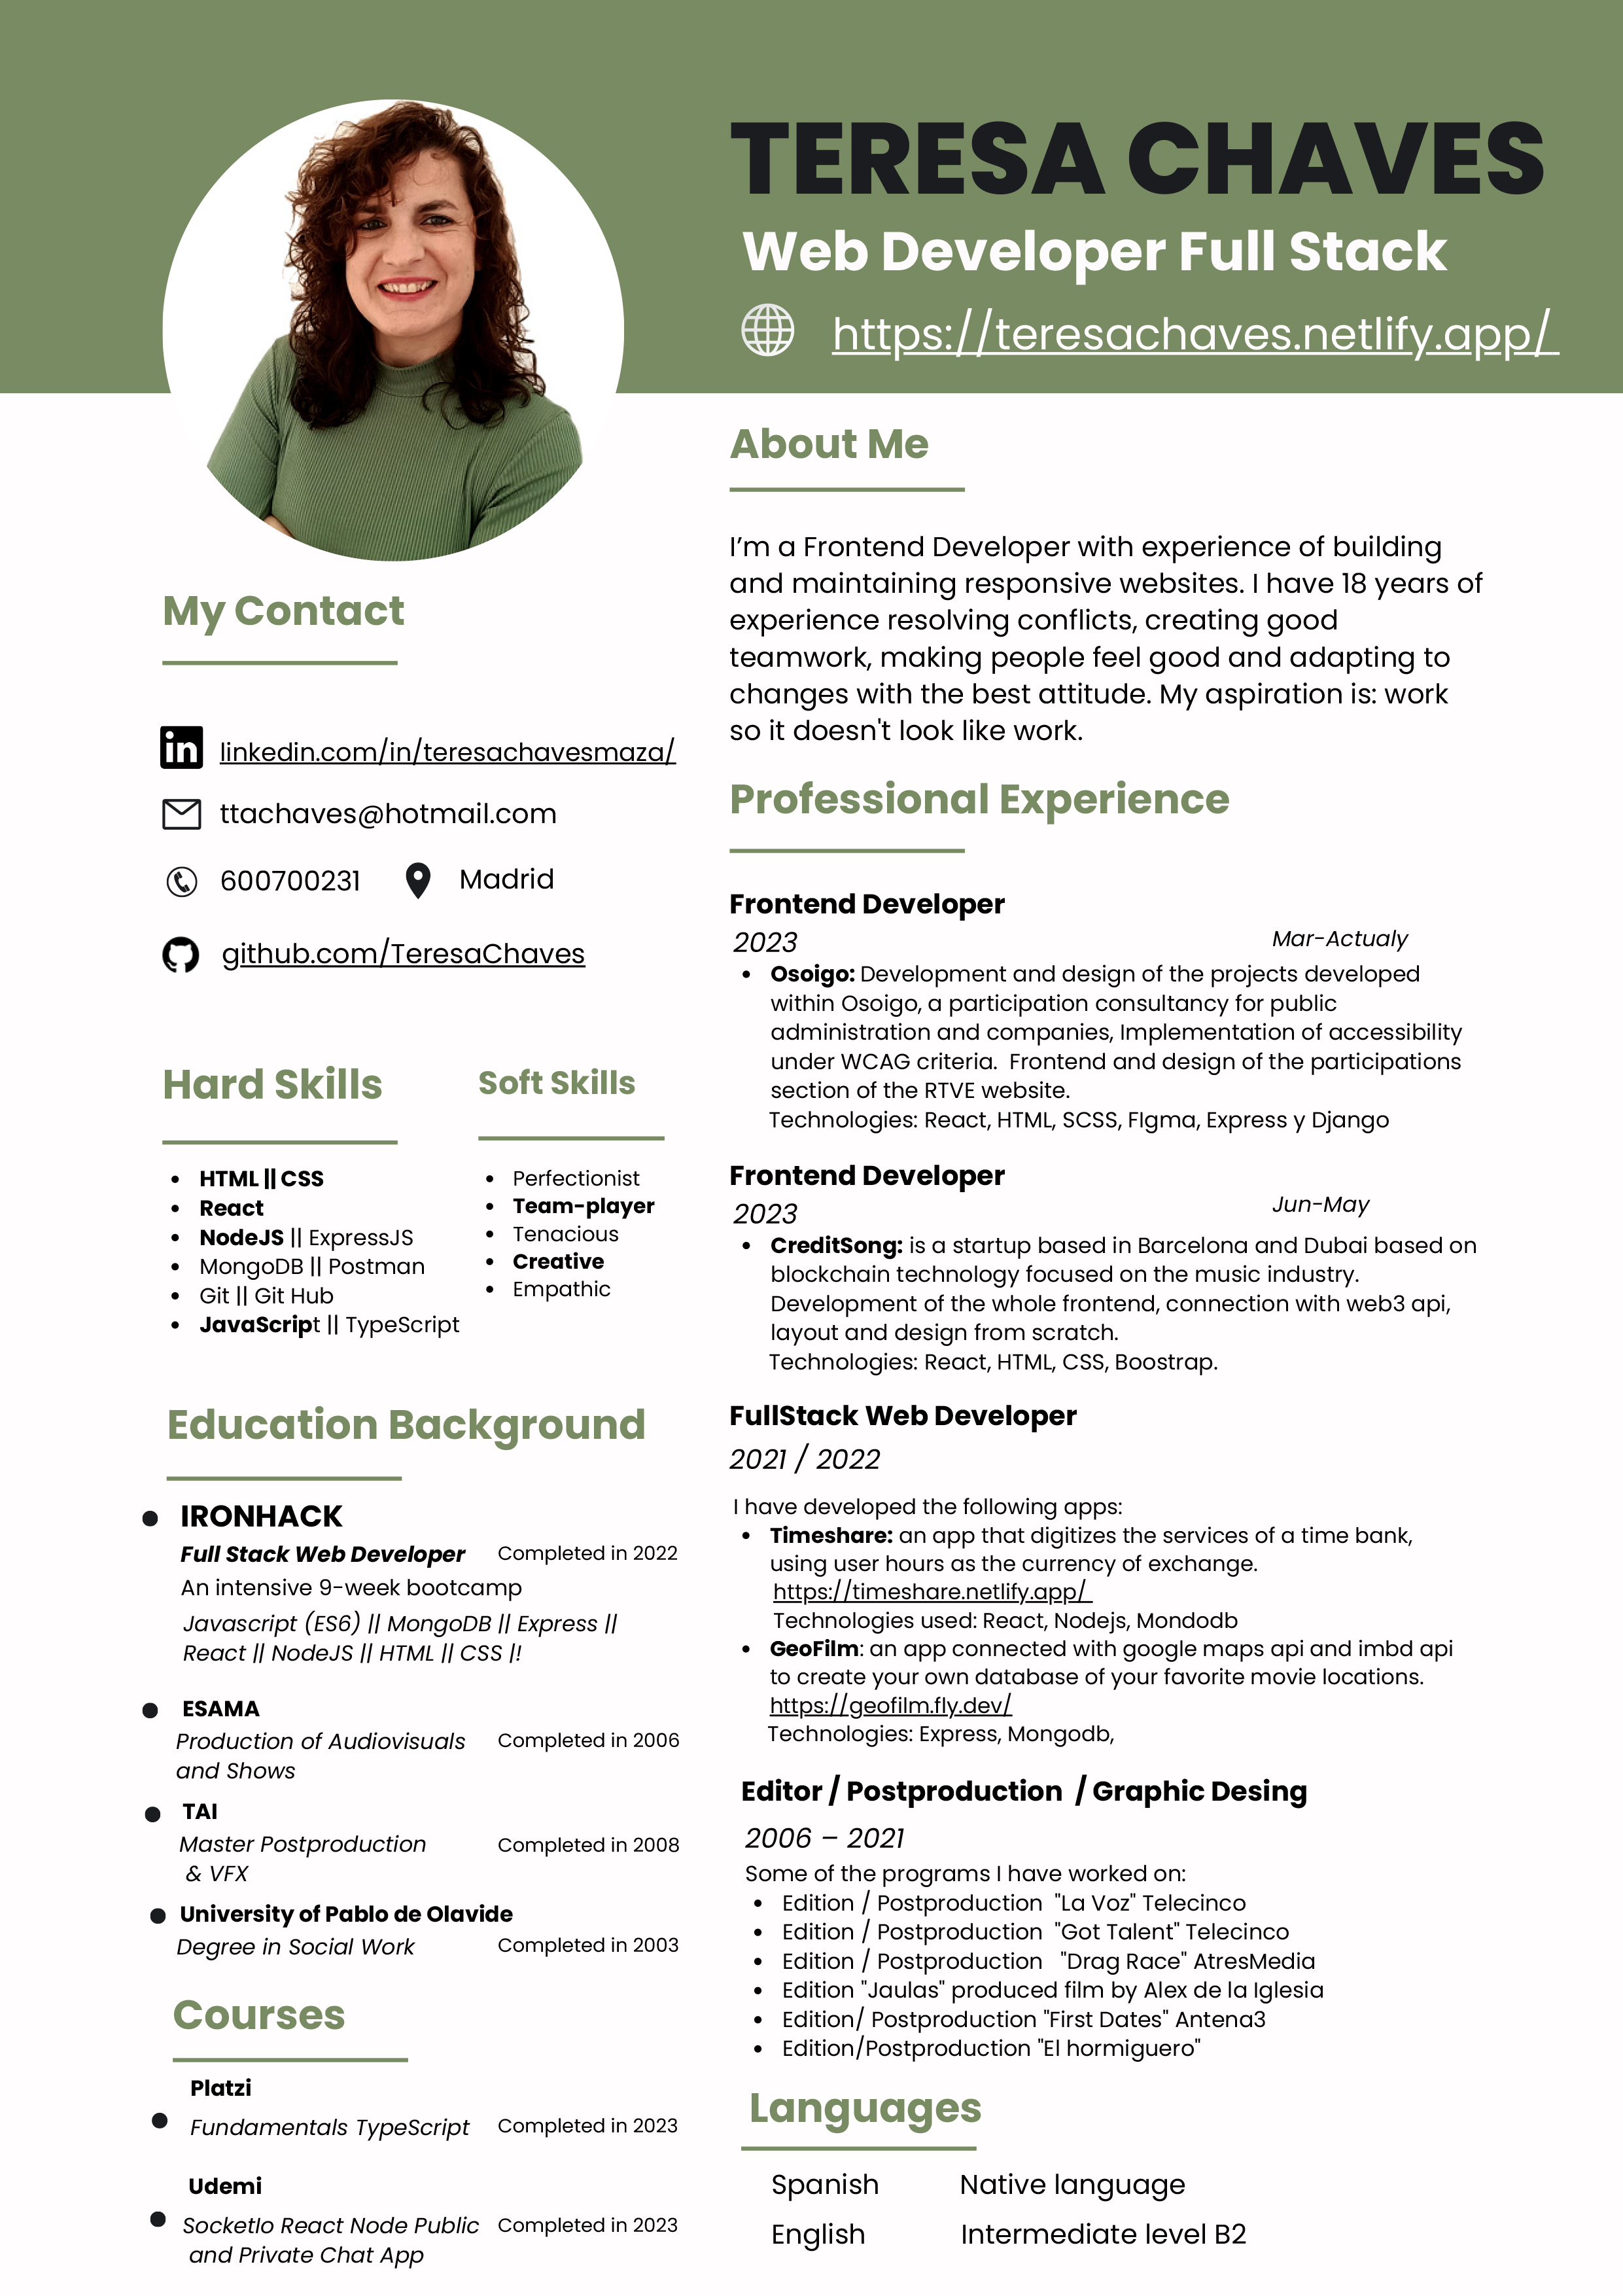 TERESA CHAVES
Web Developer Full Stack
https://teresachaves.netlify.app/
My Contact
linkedin.com/in/teresachavesmaza/
ttachaves@hotmail.com
600700231 Madrid
github.com/TeresaChaves
Hard Skills
• HTML || CSS
• React
• NodeJS || ExpressJS
• MongoDB || Postman
• Git || Git Hub
• JavaScript || TypeScript
Soft Skills
• Perfectionist
• Team-player
• Tenacious
• Creative
• Empathic
Education Background
IRONHACK
Full Stack Web Developer Completed in 2022
An intensive 9-week bootcamp
Javascript (ES6) || MongoDB || Express ||
React || NodeJS || HTML || CSS |!
ESAMA
Production of Audiovisuals Completed in 2006
and Shows
TAI
Master Postproduction Completed in 2008
& VFX
University of Pablo de Olavide
Degree in Social Work Completed in 2003
Courses
Platzi
Fundamentals TypeScript Completed in 2023
Udemi
SocketIo React Node Public Completed in 2023
and Private Chat App
About Me
I’m a Frontend Developer with experience of building
and maintaining responsive websites. I have 18 years of
experience resolving conflicts, creating good
teamwork, making people feel good and adapting to
changes with the best attitude. My aspiration is: work
so it doesn't look like work.
Professional Experience
Frontend Developer
2023 Mar-Actualy
• Osoigo: Development and design of the projects developed
within Osoigo, a participation consultancy for public
administration and companies, Implementation of accessibility
under WCAG criteria. Frontend and design of the participations
section of the RTVE website.
Technologies: React, HTML, SCSS, FIgma, Express y Django
Frontend Developer
2023 Jun-May
• CreditSong: is a startup based in Barcelona and Dubai based on
blockchain technology focused on the music industry.
Development of the whole frontend, connection with web3 api,
layout and design from scratch.
Technologies: React, HTML, CSS, Boostrap.
FullStack Web Developer
2021 / 2022
I have developed the following apps:
• Timeshare: an app that digitizes the services of a time bank,
using user hours as the currency of exchange.
https://timeshare.netlify.app/
Technologies used: React, Nodejs, Mondodb
• GeoFilm: an app connected with google maps api and imbd api
to create your own database of your favorite movie locations.
https://geofilm.fly.dev/
Technologies: Express, Mongodb,
Editor / Postproduction / Graphic Desing
2006 – 2021
Some of the programs I have worked on:
• Edition / Postproduction "La Voz" Telecinco
• Edition / Postproduction "Got Talent" Telecinco
• Edition / Postproduction "Drag Race" AtresMedia
• Edition "Jaulas" produced film by Alex de la Iglesia
• Edition/ Postproduction "First Dates" Antena3
• Edition/Postproduction "El hormiguero"
Languages
Spanish Native language
English Intermediate level B2